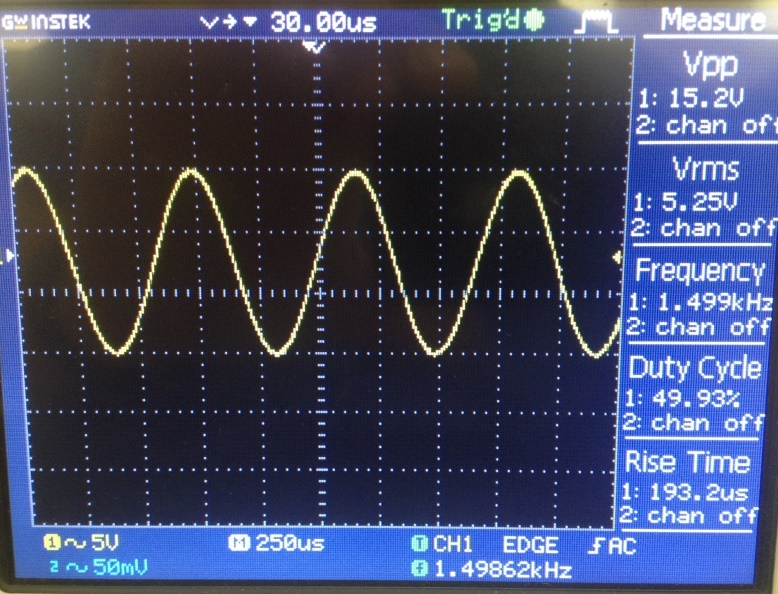 GWINSTEK 30.00us Trig'd Measure
Vpp
1: 15.2V
2: chan off
Vrms
1: 5.25V
2: chan off
Frequency
1: 1.499kHz
2: chan off
Duty Cycle
1: 49.93%
2: chan off
Rise Time
1: 193.2us
2: chan off
1 5V M 250us T CH1 EDGE AC
2 50mV f 1.49862kHz